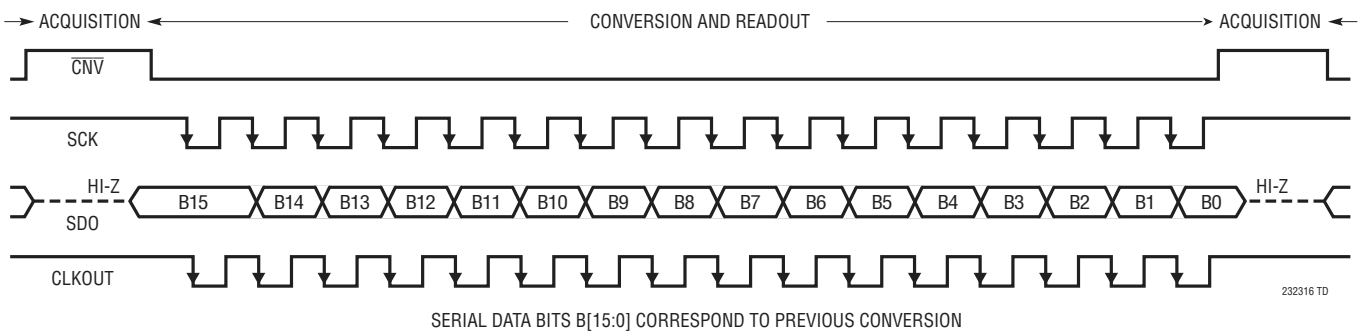 ACQUISITION CONVERSION AND READOUT ACQUISITION
CNV
SCK
HI-Z B15 B14 B13 B12 B11 B10 B9 B8 B7 B6 B5 B4 B3 B2 B1 B0 HI-Z
SDO
CLKOUT
232316 TD
SERIAL DATA BITS B[15:0] CORRESPOND TO PREVIOUS CONVERSION